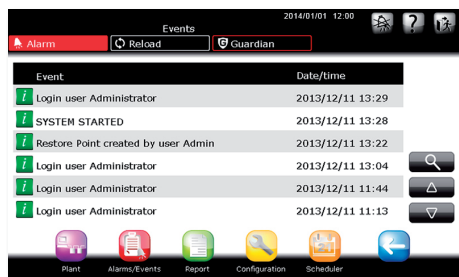 2014/01/01 12:00
Events
Alarm Reload Guardian
Event Date/time
Login user Administrator 2013/12/11 13:29
SYSTEM STARTED 2013/12/11 13:28
Restore Point created by user Admin 2013/12/11 13:22
Login user Administrator 2013/12/11 13:04
Login user Administrator 2013/12/11 11:44
Login user Administrator 2013/12/11 11:13
Plant Alarms/Events Report Configuration Scheduler